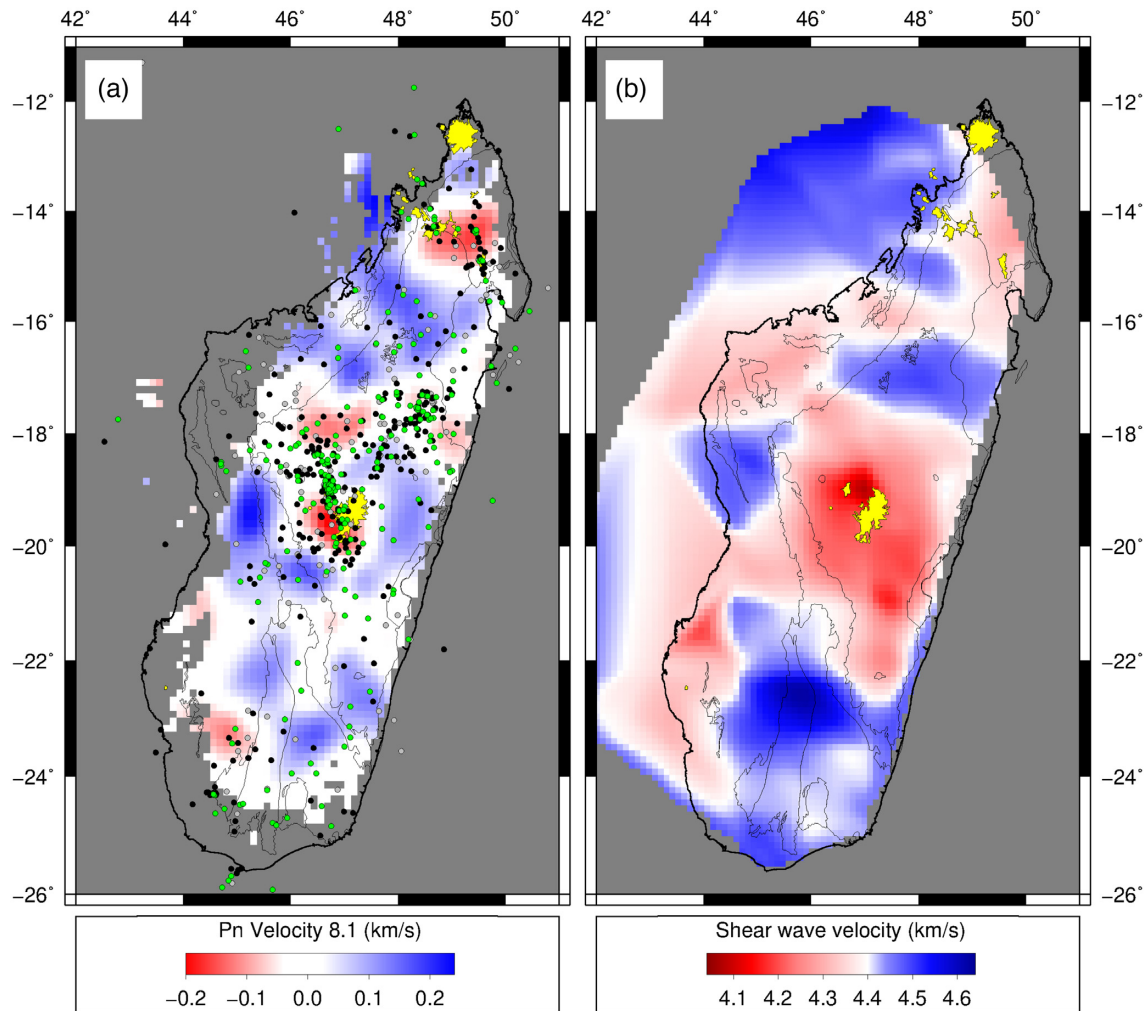 42˚ 44˚ 46˚ 48˚ 50˚ 42˚ 44˚ 46˚ 48˚ 50˚
(a) (b)
−12˚ −12˚
−14˚ −14˚
−16˚ −16˚
−18˚ −18˚
−20˚ −20˚
−22˚ −22˚
−24˚ −24˚
−26˚ −26˚
Pn Velocity 8.1 (km/s)
−0.2 −0.1 0.0 0.1 0.2
Shear wave velocity (km/s)
4.1 4.2 4.3 4.4 4.5 4.6